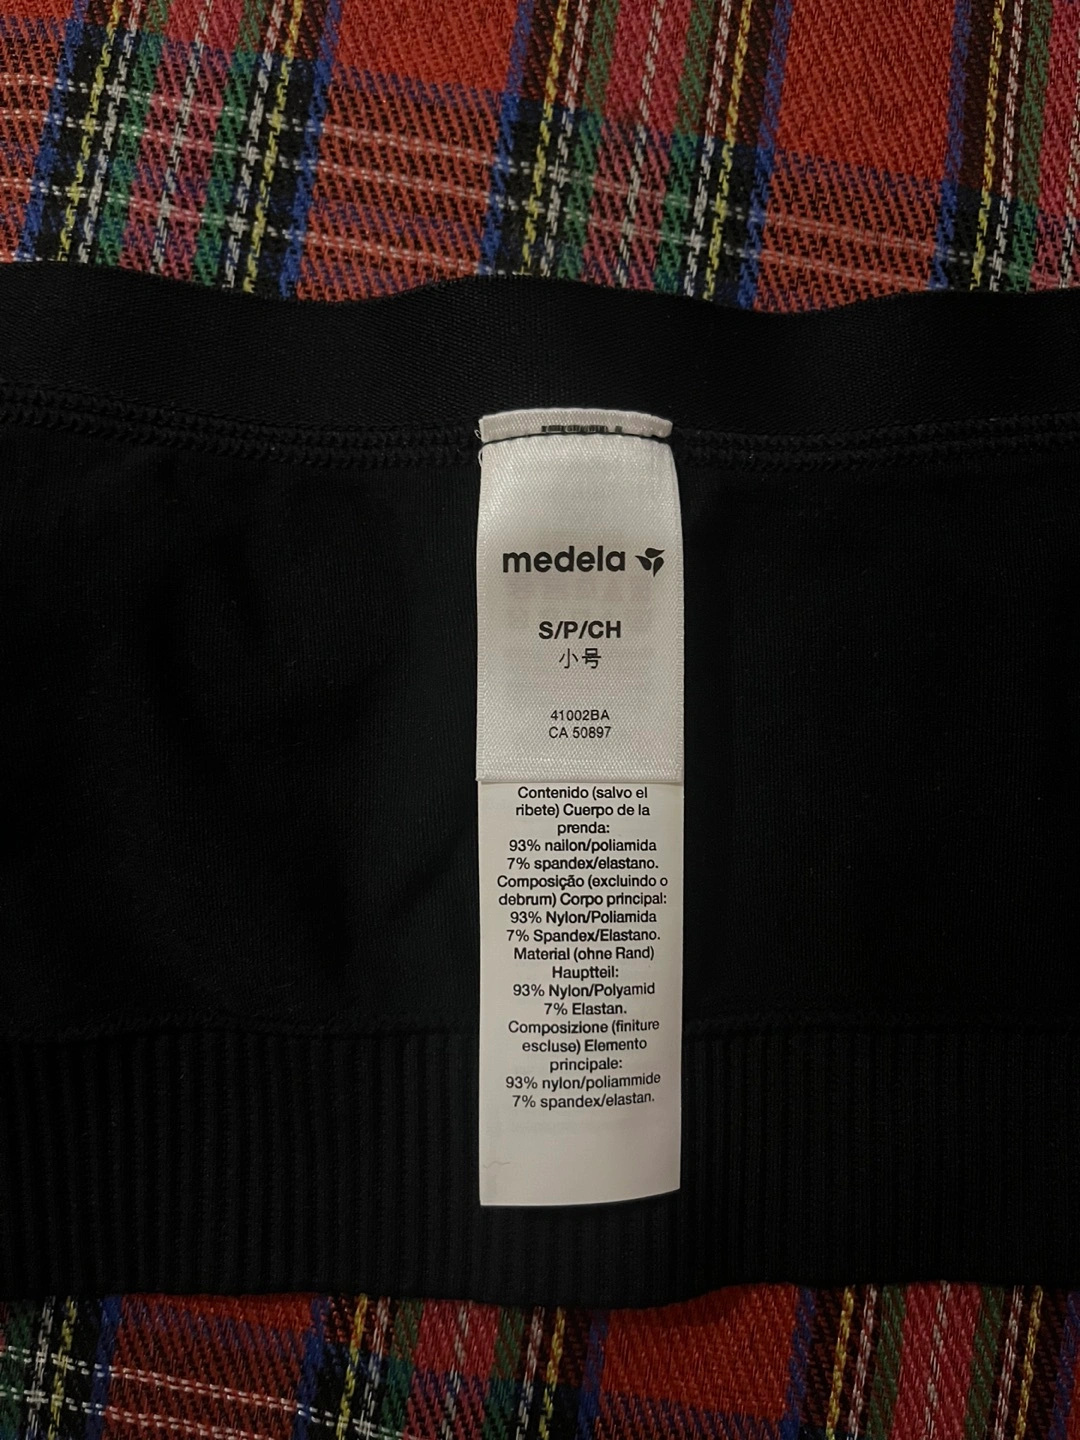 medela
S/P/CH
小号
41002BA
CA 50897
Contenido (salvo el
ribete) Cuerpo de la
prenda:
93% nailon/poliamida
7% spandex/elastano.
Composição (excluindo o
debrum) Corpo principal:
93% Nylon/Poliamida
7% Spandex/Elastano.
Material (ohne Rand)
Hauptteil:
93% Nylon/Polyamid
7% Elastan.
Composizione (finiture
escluse) Elemento
principale:
93% nylon/poliammide
7% spandex/elastan.